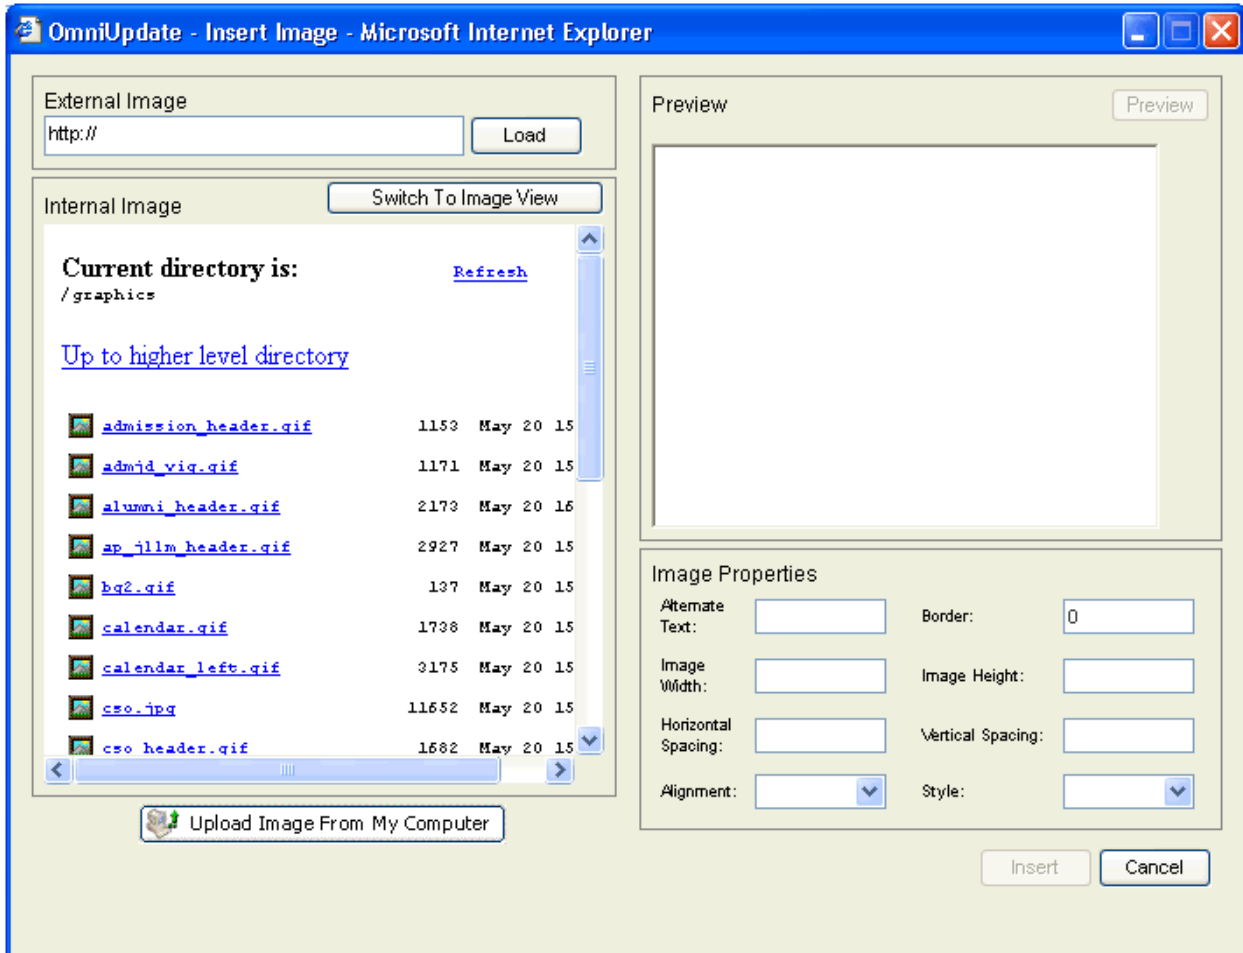 OmniUpdate - Insert Image - Microsoft Internet Explorer
External Image
http://
Load
Internal Image
Switch To Image View
Current directory is:
Refresh
/graphics
Up to higher level directory
admission_header.gif 1153 May 20 15
admjd_vig.gif 1171 May 20 15
alumni_header.gif 2173 May 20 16
ap_jllm_header.gif 2927 May 20 15
bg2.gif 137 May 20 15
calendar.gif 1738 May 20 15
calendar_left.gif 3175 May 20 15
cso.jpg 11652 May 20 15
cso_header.gif 1682 May 20 15
Upload Image From My Computer
Preview
Preview
Image Properties
Alternate
Text:
Border:
0
Image
Width:
Image Height:
Horizontal
Spacing:
Vertical Spacing:
Alignment:
Style:
Insert
Cancel